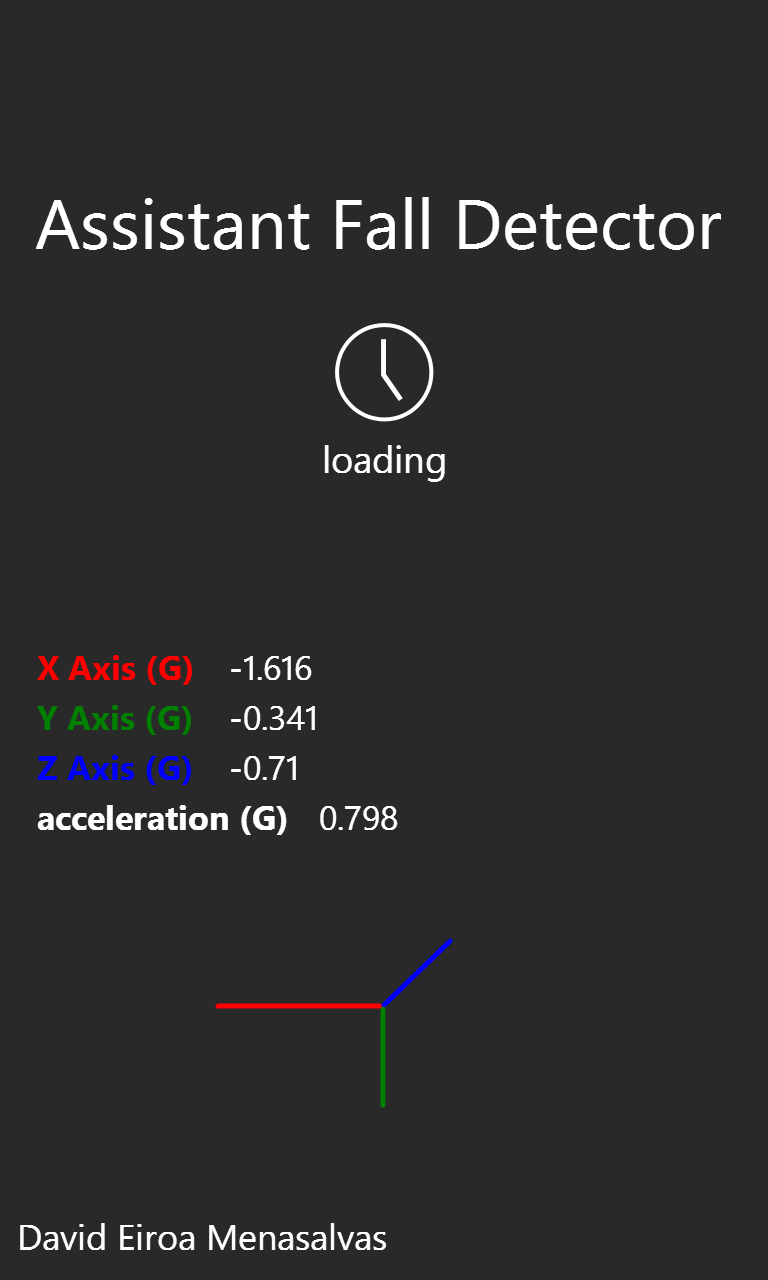 Assistant Fall Detector
loading
X Axis (G) -1.616
Y Axis (G) -0.341
Z Axis (G) -0.71
acceleration (G) 0.798
David Eiroa Menasalvas